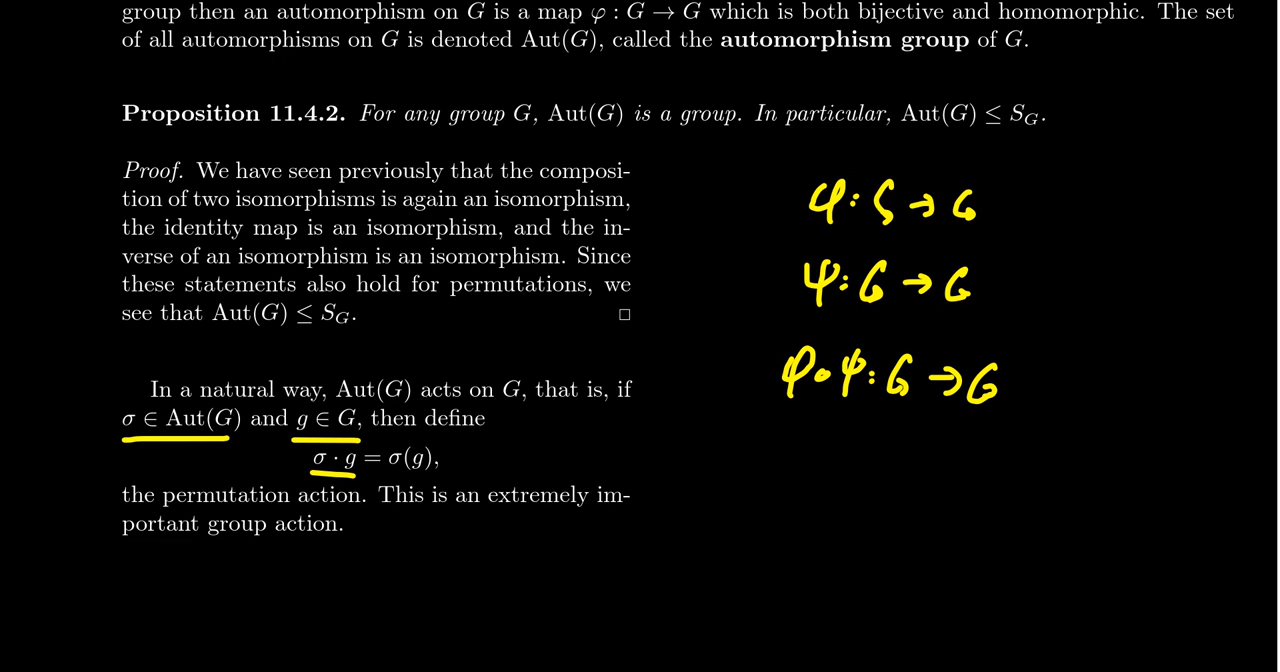 group then an automorphism on G is a map φ : G → G which is both bijective and homomorphic. The set
of all automorphisms on G is denoted Aut(G), called the automorphism group of G.
Proposition 11.4.2. For any group G, Aut(G) is a group. In particular, Aut(G) ≤ S_G.
Proof. We have seen previously that the composi-
tion of two isomorphisms is again an isomorphism,
the identity map is an isomorphism, and the in-
verse of an isomorphism is an isomorphism. Since
these statements also hold for permutations, we
see that Aut(G) ≤ S_G. □
In a natural way, Aut(G) acts on G, that is, if
σ ∈ Aut(G) and g ∈ G, then define
σ · g = σ(g),
the permutation action. This is an extremely im-
portant group action.
φ: G → G
ψ: G → G
φ∘ψ: G → G